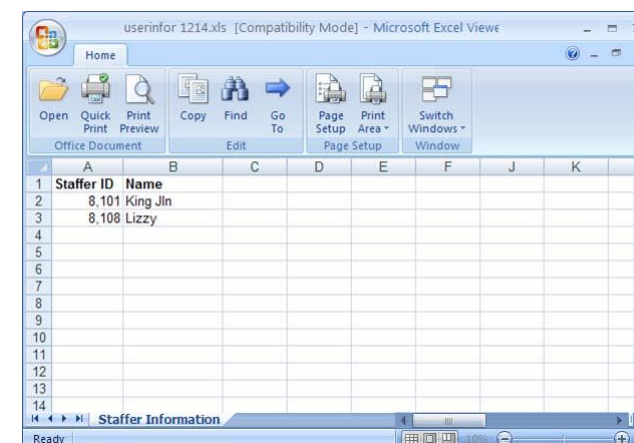 userinfor 1214.xls [Compatibility Mode] - Microsoft Excel Viewe
Home
Open Quick Print Print Preview Copy Find Go To Page Setup Print Area Switch Windows
Office Document Edit Page Setup Window
A B C D E F J K
1 Staffer ID Name
2 8,101 King Jln
3 8,108 Lizzy
4
5
6
7
8
9
10
11
12
13
14
Staffer Information
Ready 10%